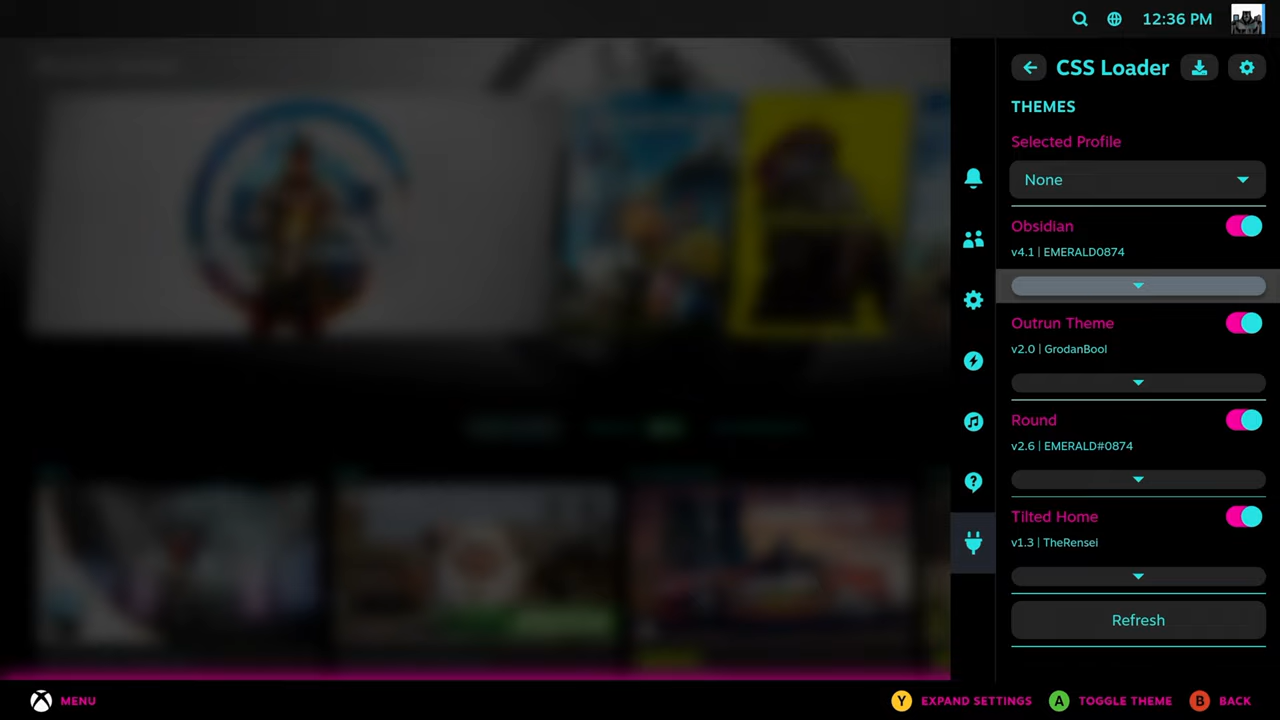 12:36 PM
CSS Loader
THEMES
Selected Profile
None
Obsidian
v4.1 | EMERALD0874
Outrun Theme
v2.0 | GrodanBool
Round
v2.6 | EMERALD#0874
Tilted Home
v1.3 | TheRensei
Refresh
MENU
Y EXPAND SETTINGS A TOGGLE THEME B BACK